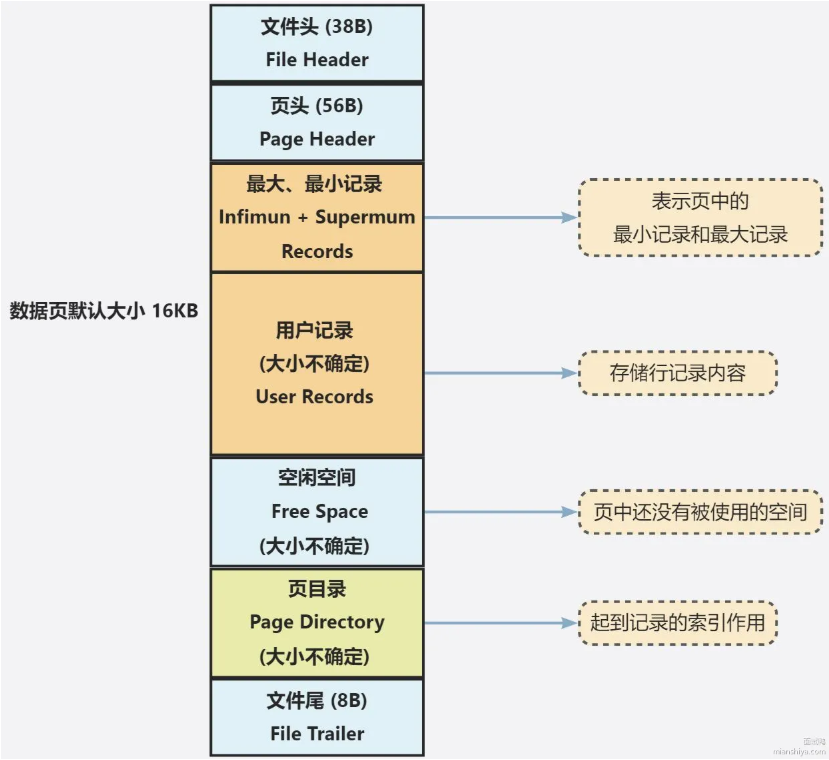 文件头 (38B)
File Header
页头 (56B)
Page Header
最大、最小记录
Infimun + Supermum
Records
表示页中的
最小记录和最大记录
数据页默认大小 16KB
用户记录
(大小不确定)
User Records
存储行记录内容
空闲空间
Free Space
(大小不确定)
页中还没有被使用的空间
页目录
Page Directory
(大小不确定)
起到记录的索引作用
文件尾 (8B)
File Trailer
mianshiya.com